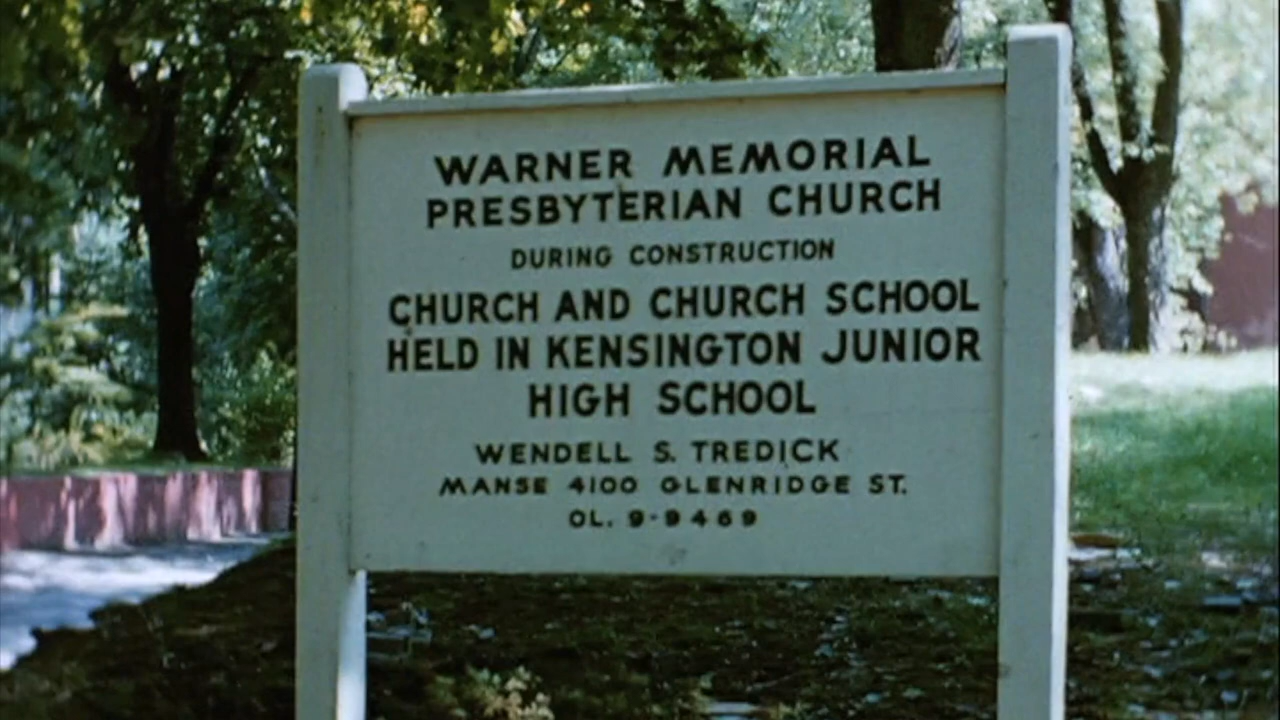 WARNER MEMORIAL
PRESBYTERIAN CHURCH
DURING CONSTRUCTION
CHURCH AND CHURCH SCHOOL
HELD IN KENSINGTON JUNIOR
HIGH SCHOOL
WENDELL S. TREDICK
MANSE 4100 GLENRIDGE ST.
OL. 9-9469